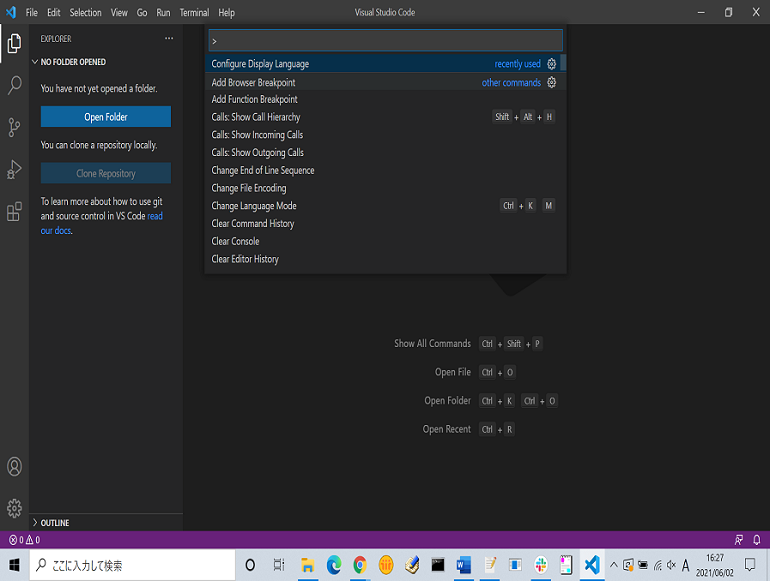 File Edit Selection View Go Run Terminal Help
Visual Studio Code
EXPLORER
NO FOLDER OPENED
You have not yet opened a folder.
Open Folder
You can clone a repository locally.
Clone Repository
To learn more about how to use git
and source control in VS Code read
our docs.
OUTLINE
>
Configure Display Language recently used
Add Browser Breakpoint other commands
Add Function Breakpoint
Calls: Show Call Hierarchy Shift + Alt + H
Calls: Show Incoming Calls
Calls: Show Outgoing Calls
Change End of Line Sequence
Change File Encoding
Change Language Mode Ctrl + K M
Clear Command History
Clear Console
Clear Editor History
Show All Commands Ctrl + Shift + P
Open File Ctrl + O
Open Folder Ctrl + K Ctrl + O
Open Recent Ctrl + R
0 0
ここに入力して検索
A
16:27
2021/06/02